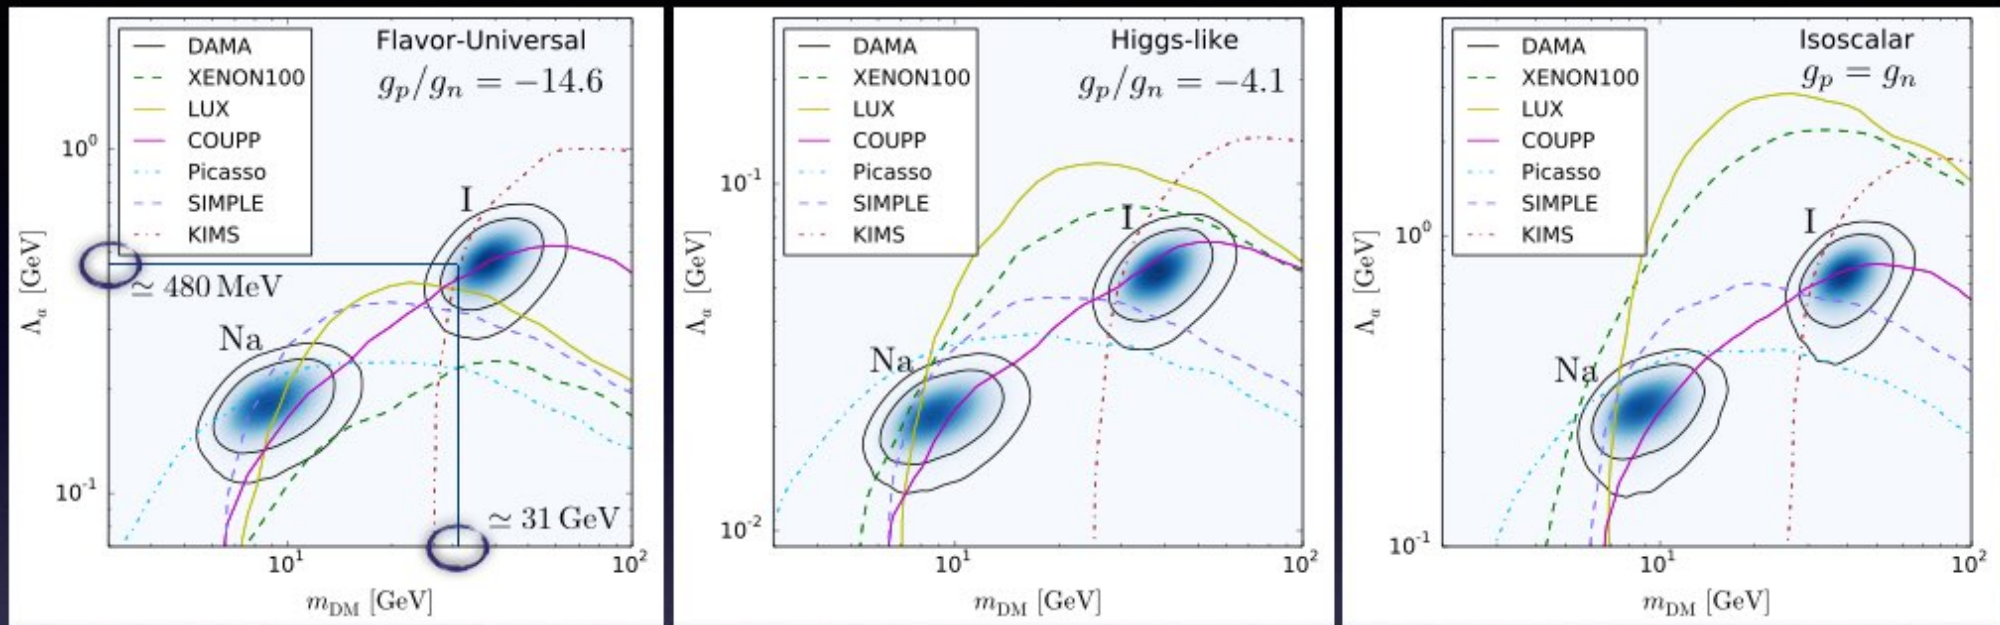 DAMA
XENON100
LUX
COUPP
Picasso
SIMPLE
KIMS
Flavor-Universal
g_p/g_n = −14.6
I
Na
≃ 480 MeV
≃ 31 GeV
10^0
10^-1
10^1
10^2
Λ_a [GeV]
m_DM [GeV]
DAMA
XENON100
LUX
COUPP
Picasso
SIMPLE
KIMS
Higgs-like
g_p/g_n = −4.1
I
Na
10^-1
10^-2
10^1
10^2
Λ_a [GeV]
m_DM [GeV]
DAMA
XENON100
LUX
COUPP
Picasso
SIMPLE
KIMS
Isoscalar
g_p = g_n
I
Na
10^0
10^-1
10^1
10^2
Λ_a [GeV]
m_DM [GeV]